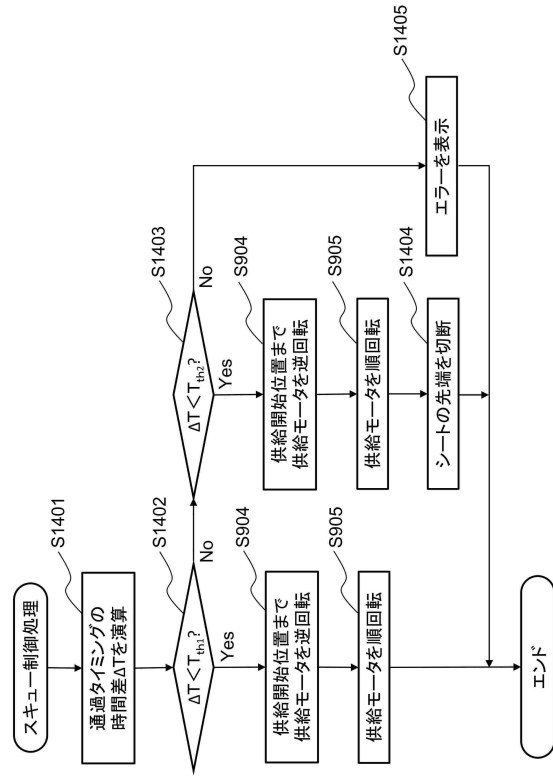 スキュー制御処理
S1401
通過タイミングの
時間差ΔTを演算
S1402
ΔT＜Tth1?
No
Yes
S904
供給開始位置まで
供給モータを逆回転
S905
供給モータを順回転
S1403
ΔT＜Tth2?
No
Yes
S904
供給開始位置まで
供給モータを逆回転
S905
供給モータを順回転
S1404
シートの先端を切断
S1405
エラーを表示
エンド